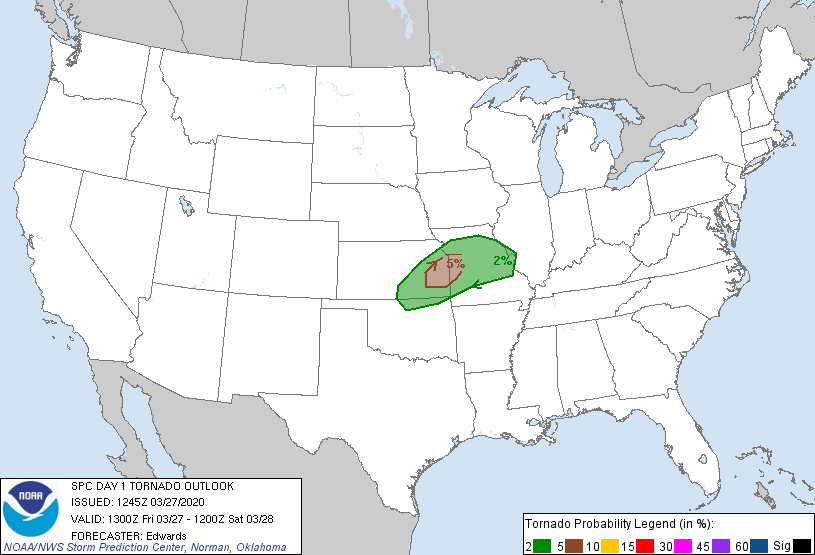 5%
2%
NOAA
SPC DAY 1 TORNADO OUTLOOK
ISSUED: 1245Z 03/27/2020
VALID: 1300Z Fri 03/27 - 1200Z Sat 03/28
FORECASTER: Edwards
NOAA/NWS Storm Prediction Center, Norman, Oklahoma
Tornado Probability Legend (in %):
2 5 10 15 30 45 60 Sig